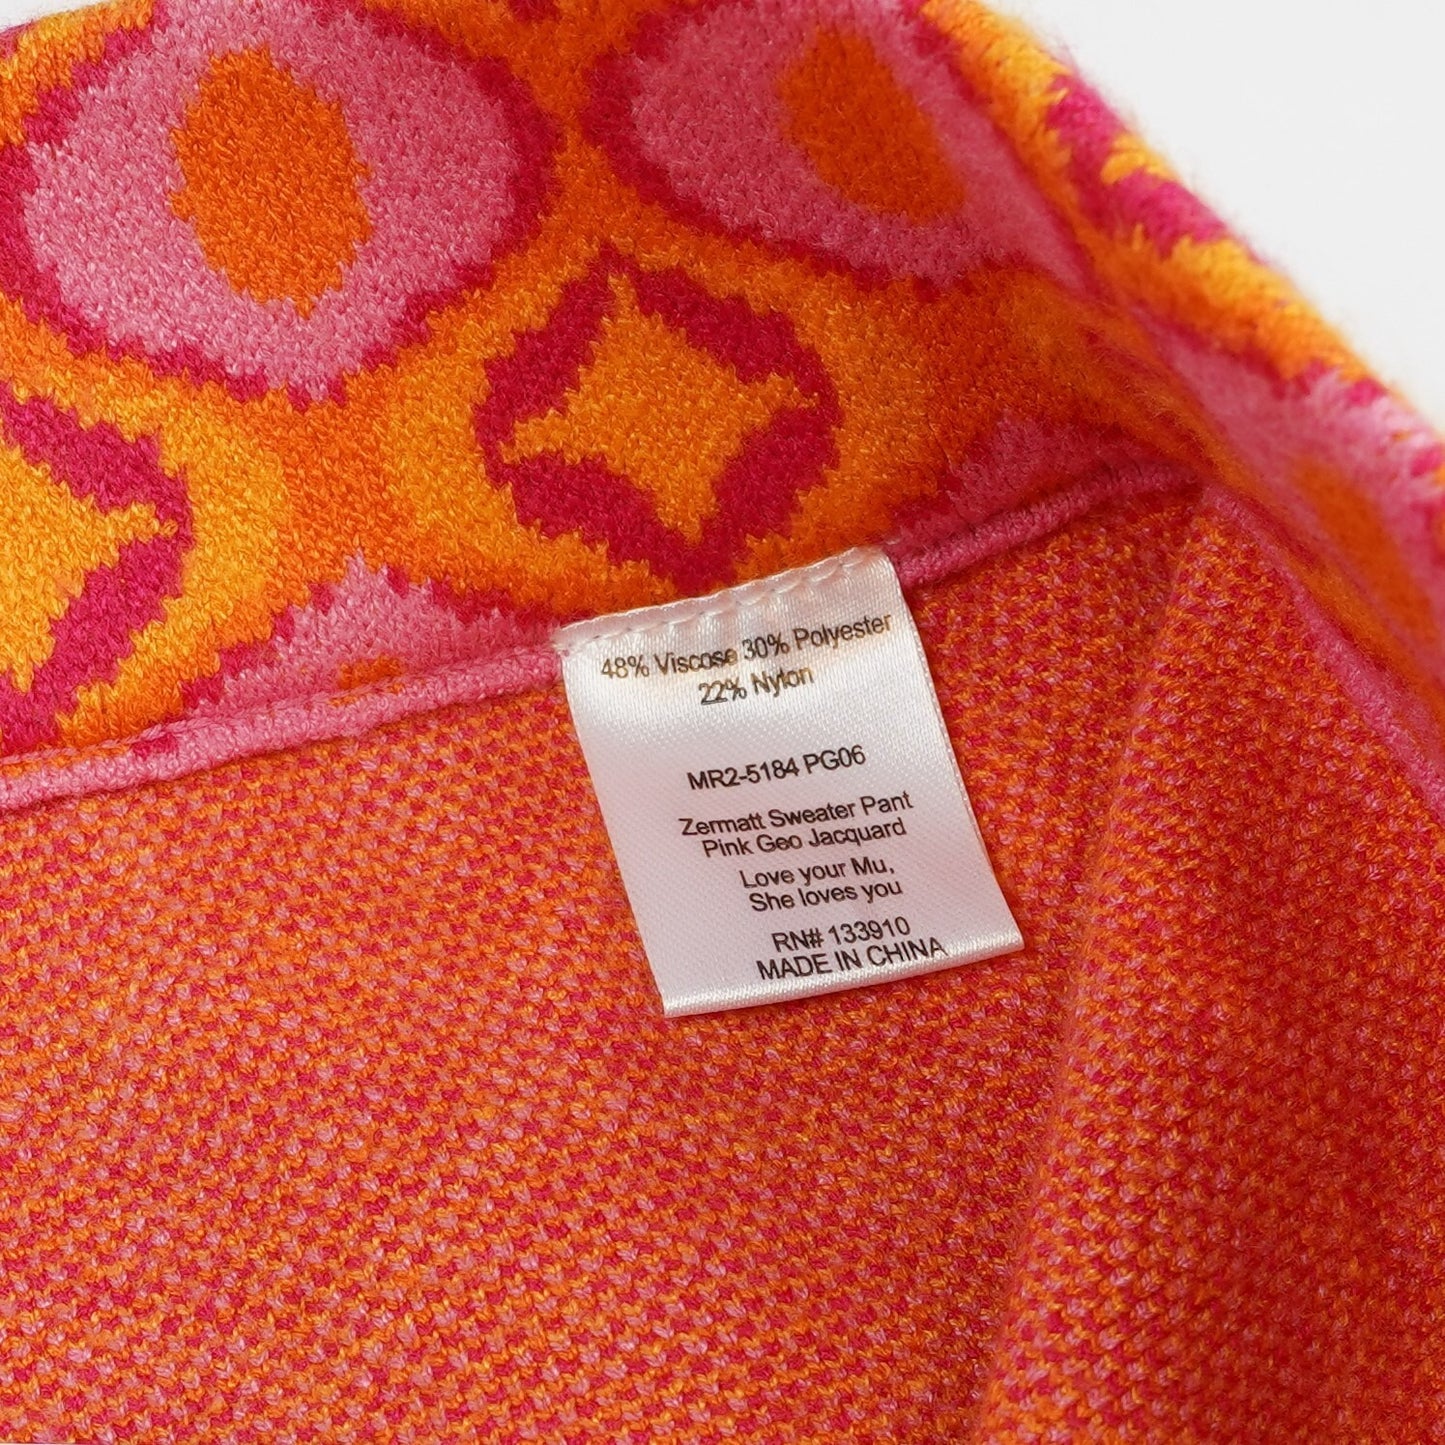 48% Viscose 30% Polyester
22% Nylon
MR2-5184 PG06
Zermatt Sweater Pant
Pink Geo Jacquard
Love your Mu,
She loves you
RN# 133910
MADE IN CHINA